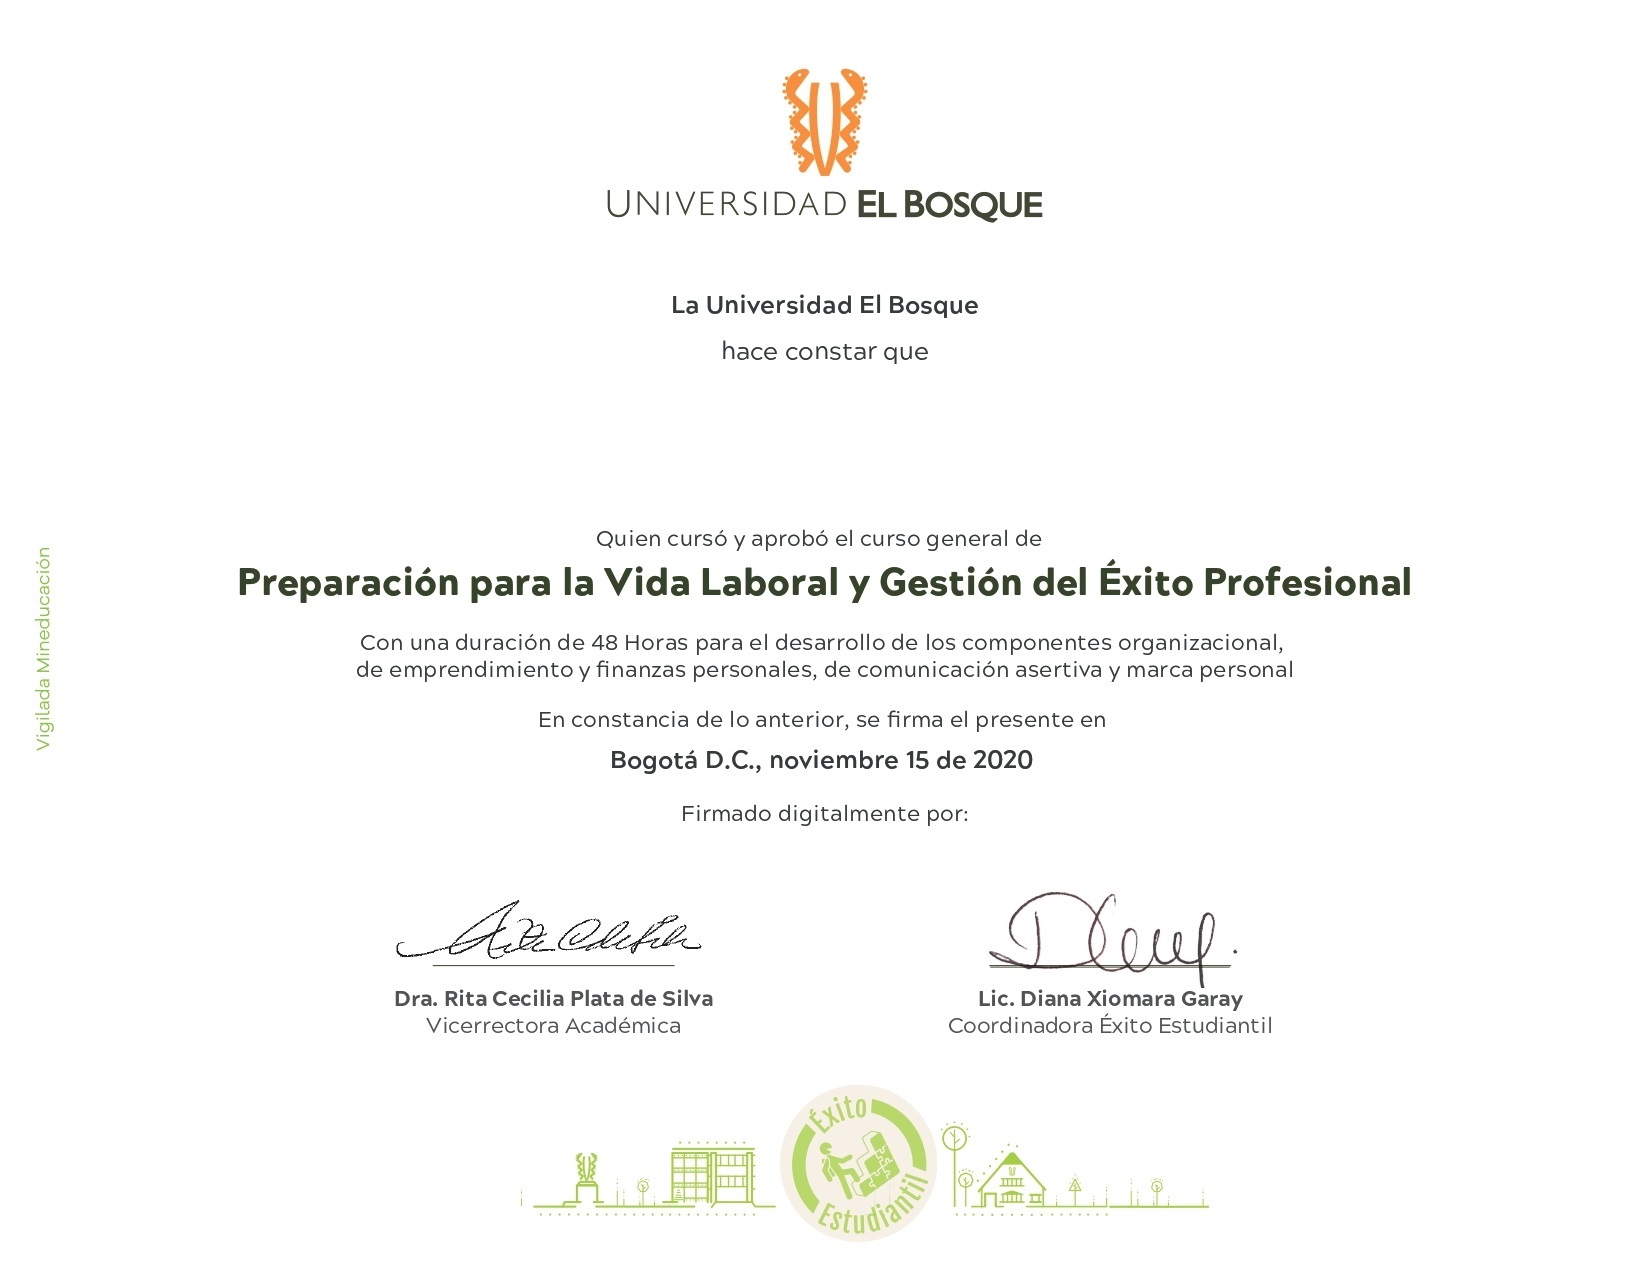 UNIVERSIDAD EL BOSQUE
La Universidad El Bosque
hace constar que
Quien cursó y aprobó el curso general de
Preparación para la Vida Laboral y Gestión del Éxito Profesional
Con una duración de 48 Horas para el desarrollo de los componentes organizacional,
de emprendimiento y finanzas personales, de comunicación asertiva y marca personal
En constancia de lo anterior, se firma el presente en
Bogotá D.C., noviembre 15 de 2020
Firmado digitalmente por:
Dra. Rita Cecilia Plata de Silva
Vicerrectora Académica
Lic. Diana Xiomara Garay
Coordinadora Éxito Estudiantil
Éxito
Estudiantil
Vigilada Mineducación